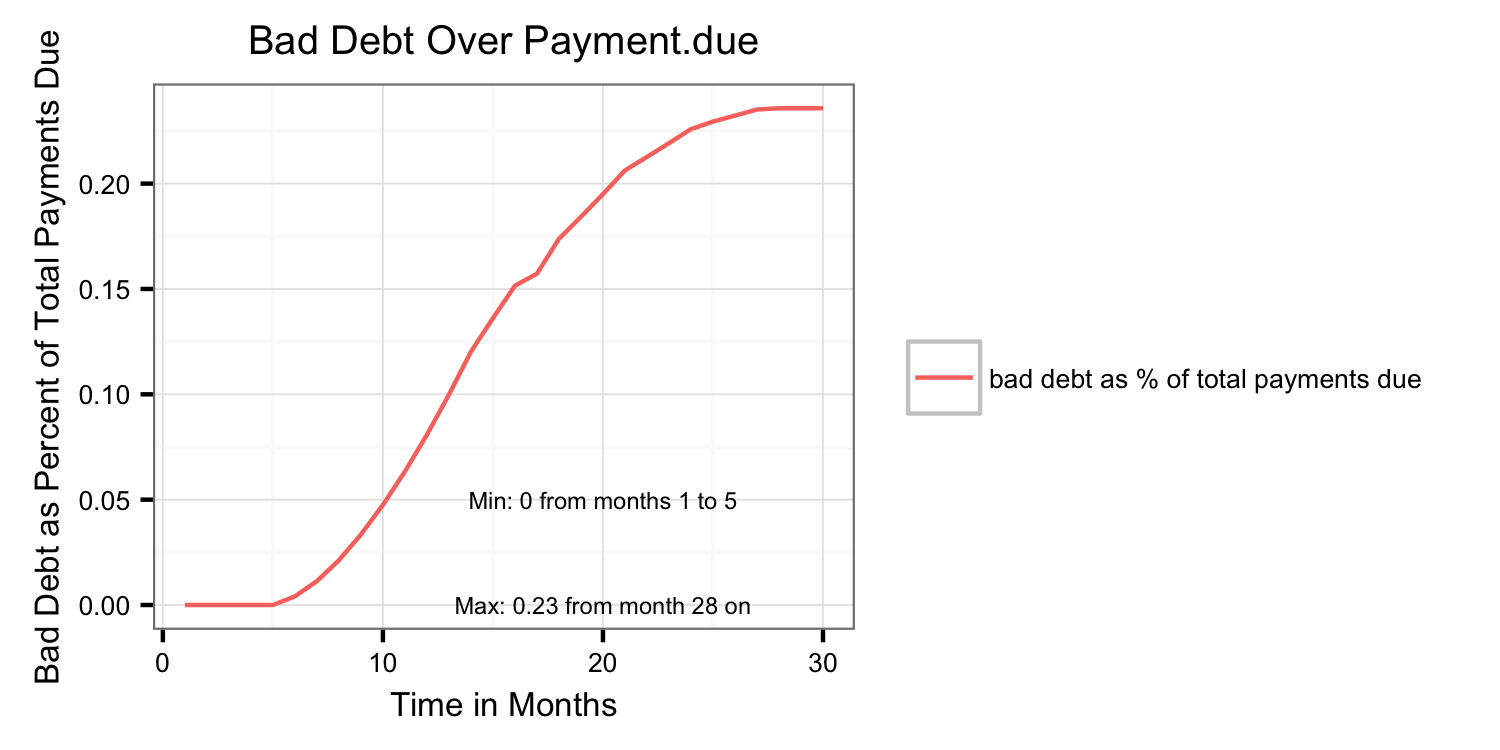 Bad Debt Over Payment.due
Bad Debt as Percent of Total Payments Due
0.20
0.15
0.10
0.05
0.00
Min: 0 from months 1 to 5
Max: 0.23 from month 28 on
0 10 20 30
Time in Months
bad debt as % of total payments due